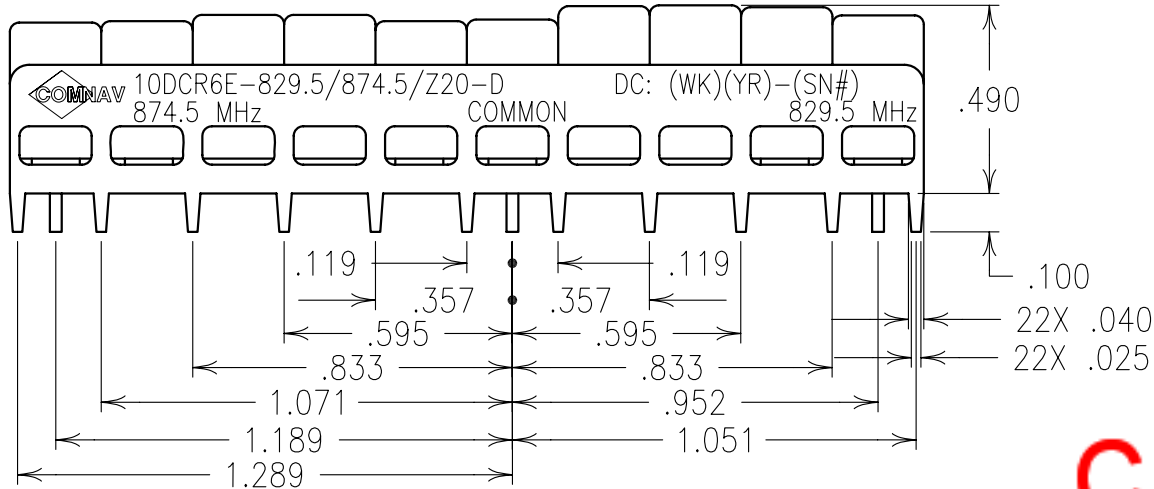 COMNAV 10DCR6E-829.5/874.5/Z20-D DC: (WK)(YR)-(SN#)
874.5 MHz COMMON 829.5 MHz
.490
.119 .119
.100
.357 .357
22X .040
.595 .595
22X .025
.833 .833
1.071 .952
1.189 1.051
1.289
C